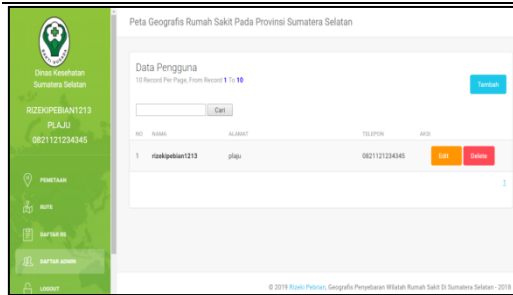 BAKTI HUSADA
Dinas Kesehatan
Sumatera Selatan
RIZEKIPEBIAN1213
PLAJU
0821121234345
PEMETAAN
RUTE
DAFTAR RS
DAFTAR ADMIN
LOGOUT
Peta Geografis Rumah Sakit Pada Provinsi Sumatera Selatan
Data Pengguna
10 Record Per Page, From Record 1 To 10
Tambah
Cari
NO NAMA ALAMAT TELEPON AKSI
1 rizekipebian1213 plaju 0821121234345 Edit Delete
1
© 2019 Rizeki Pebrian, Geografis Penyebaran Wilatah Rumah Sakit Di Sumatera Selatan - 2018